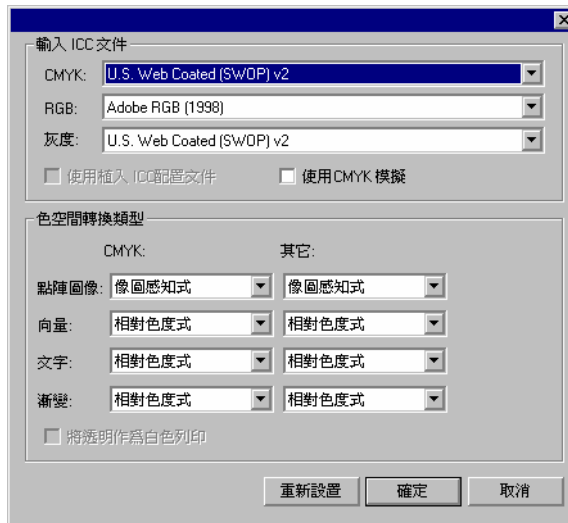 輸入 ICC 文件
CMYK: U.S. Web Coated (SWOP) v2
RGB: Adobe RGB (1998)
灰度: U.S. Web Coated (SWOP) v2
使用植入 ICC配置文件 使用CMYK 模擬
色空間轉換類型
CMYK: 其它:
點陣圖像: 像圖感知式 像圖感知式
向量: 相對色度式 相對色度式
文字: 相對色度式 相對色度式
漸變: 相對色度式 相對色度式
將透明作爲白色列印
重新設置 確定 取消